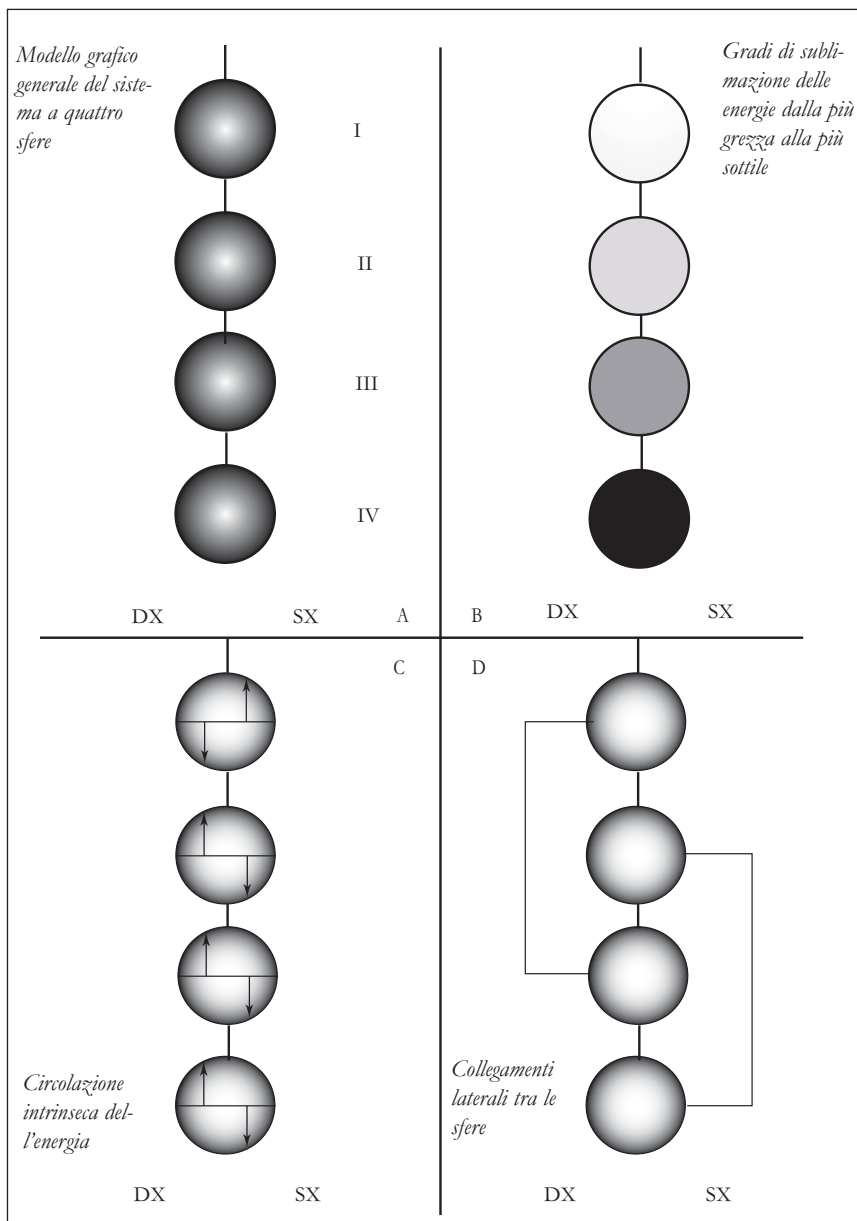 Modello grafico
generale del siste-
ma a quattro
sfere
I
II
III
IV
DX
SX
A
Gradi di subli-
mazione delle
energie dalla più
grezza alla più
sottile
B
DX
SX
C
Circolazione
intrinseca del-
l'energia
DX
SX
D
Collegamenti
laterali tra le
sfere
DX
SX